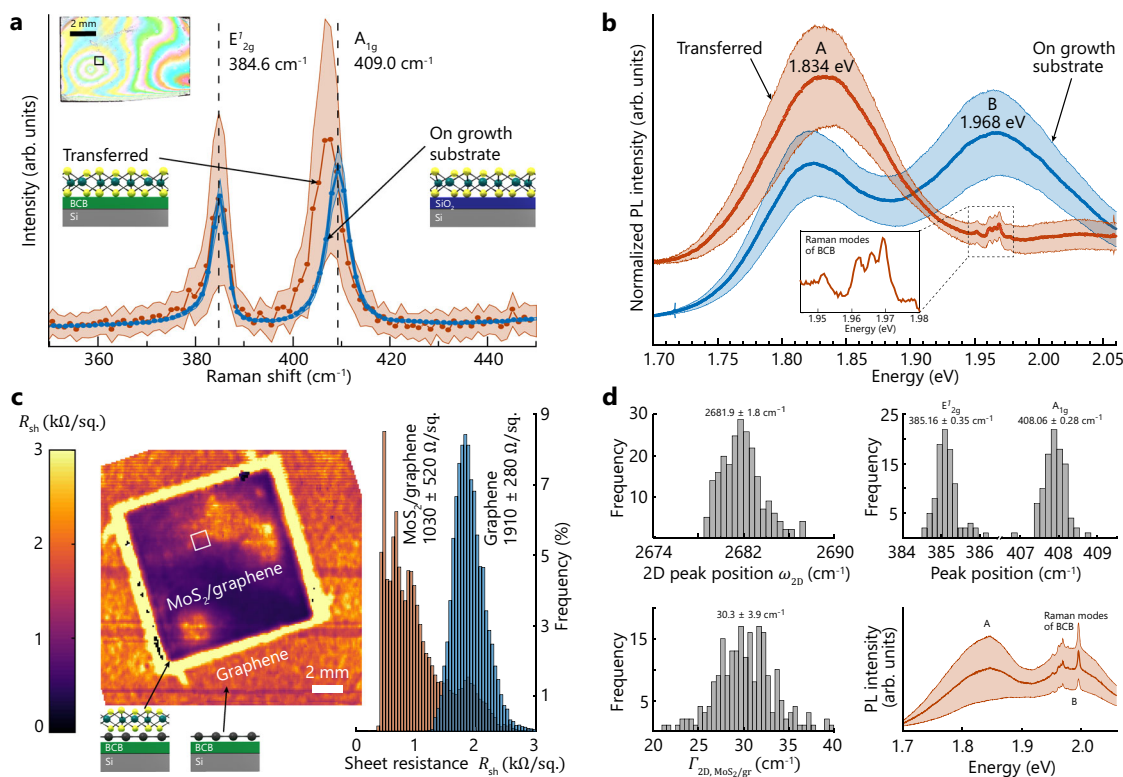 a
2 mm
E¹₂g
384.6 cm⁻¹
A₁g
409.0 cm⁻¹
Transferred
On growth
substrate
BCB
Si
SiO₂
Si
Intensity (arb. units)
360
380
400
420
440
Raman shift (cm⁻¹)
b
Transferred
A
1.834 eV
On growth
substrate
B
1.968 eV
Raman modes
of BCB
1.95
1.96
1.97
1.98
Energy (eV)
Normalized PL intensity (arb. units)
1.70
1.75
1.80
1.85
1.90
1.95
2.00
2.05
Energy (eV)
c
Rsh (kΩ/sq.)
3
2
1
0
MoS₂/graphene
Graphene
2 mm
BCB
Si
BCB
Si
MoS₂/graphene
1030 ± 520 Ω/sq.
Graphene
1910 ± 280 Ω/sq.
9
7
5
3
1
Frequency (%)
0
1
2
3
Sheet resistance Rsh (kΩ/sq.)
d
2681.9 ± 1.8 cm⁻¹
30
20
10
0
Frequency
2674
2682
2690
2D peak position ω2D (cm⁻¹)
E¹₂g
385.16 ± 0.35 cm⁻¹
A₁g
408.06 ± 0.28 cm⁻¹
25
15
5
0
Frequency
384
385
386
407
408
409
Peak position (cm⁻¹)
30.3 ± 3.9 cm⁻¹
15
10
5
0
Frequency
20
25
30
35
40
Γ2D, MoS₂/gr (cm⁻¹)
A
Raman modes
of BCB
B
PL intensity
(arb. units)
1.7
1.8
1.9
2.0
Energy (eV)